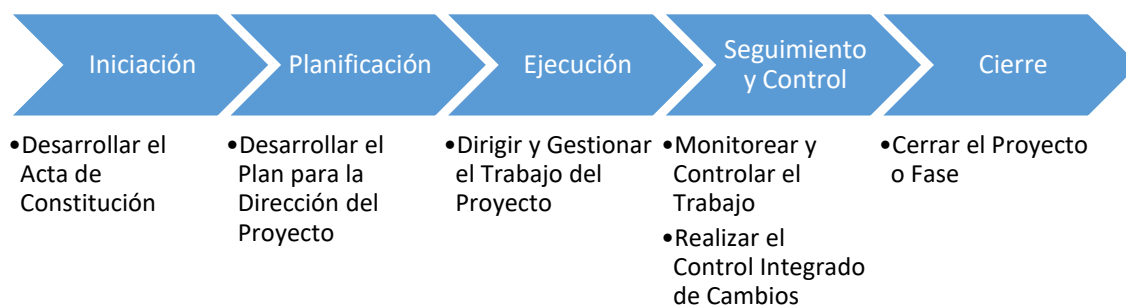 Iniciación
Planificación
Ejecución
Seguimiento
y Control
Cierre
•Desarrollar el
Acta de
Constitución
•Desarrollar el
Plan para la
Dirección del
Proyecto
•Dirigir y Gestionar
el Trabajo del
Proyecto
•Monitorear y
Controlar el
Trabajo
•Realizar el
Control Integrado
de Cambios
•Cerrar el Proyecto
o Fase